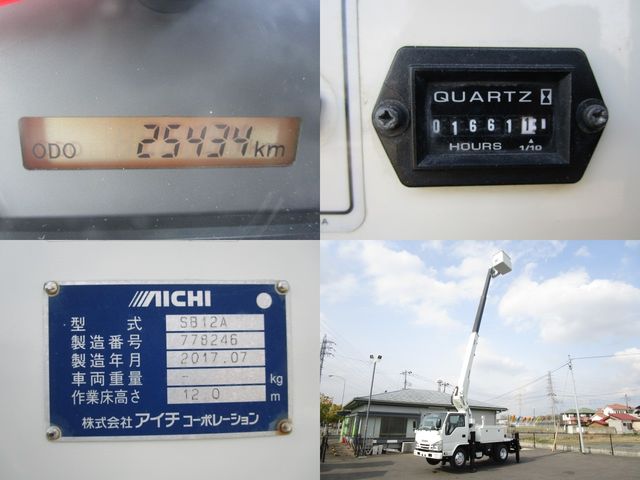 ODO 25434km
QUARTZ
01661
HOURS 1/10
AICHI
型式 SB12A
製造番号 778246
製造年月 2017.07
車両重量 - kg
作業床高さ 12.0 m
株式会社 アイチ コーポレーション